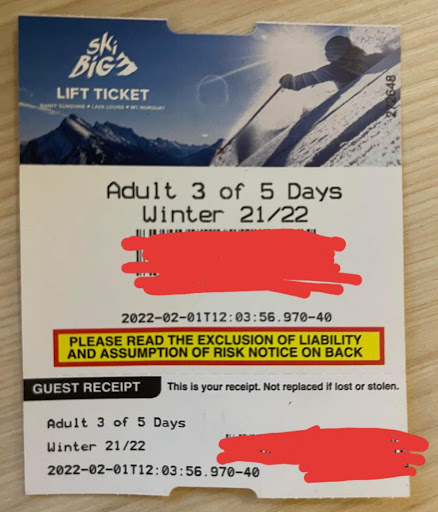 Ski
BIG3
LIFT TICKET
BANFF SUNSHINE LAKE LOUISE MT. NORQUAY
272648
Adult 3 of 5 Days
Winter 21/22
2022-02-01T12:03:56.970-40
PLEASE READ THE EXCLUSION OF LIABILITY
AND ASSUMPTION OF RISK NOTICE ON BACK
GUEST RECEIPT This is your receipt. Not replaced if lost or stolen.
Adult 3 of 5 Days
Winter 21/22
2022-02-01T12:03:56.970-40